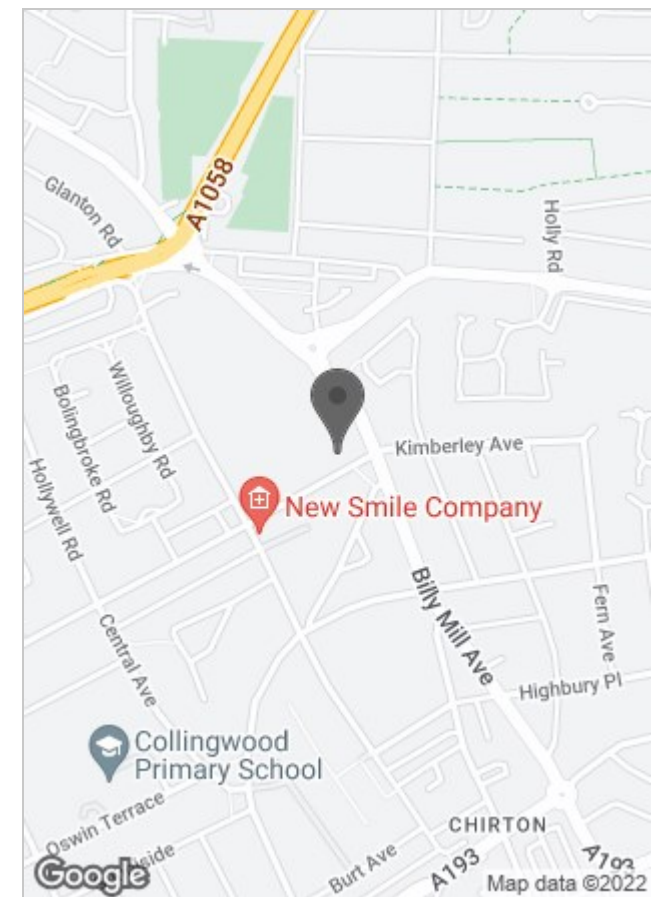 Glanton Rd
A1058
Holly Rd
Willoughby Rd
Bolingbroke Rd
Hollywell Rd
Kimberley Ave
New Smile Company
Billy Mill Ave
Fern Ave
Central Ave
Highbury Pl
Collingwood
Primary School
Oswin Terrace
CHIRTON
Burt Ave
A193
A193
Google
Map data ©2022